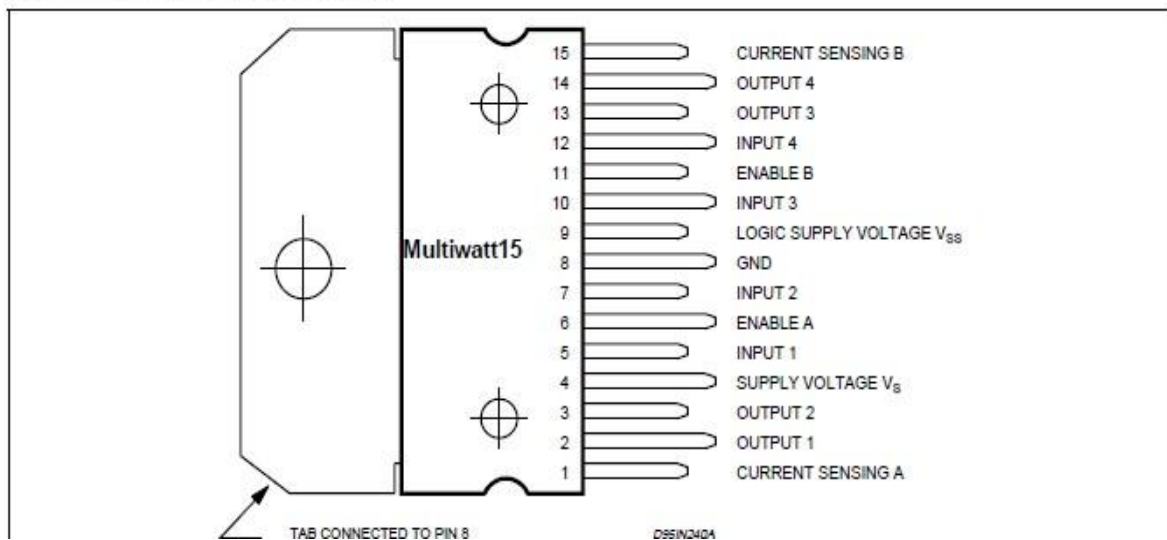 15 CURRENT SENSING B
14 OUTPUT 4
13 OUTPUT 3
12 INPUT 4
11 ENABLE B
10 INPUT 3
9 LOGIC SUPPLY VOLTAGE VSS
Multiwatt15
8 GND
7 INPUT 2
6 ENABLE A
5 INPUT 1
4 SUPPLY VOLTAGE VS
3 OUTPUT 2
2 OUTPUT 1
1 CURRENT SENSING A
TAB CONNECTED TO PIN 8
D95IN240A